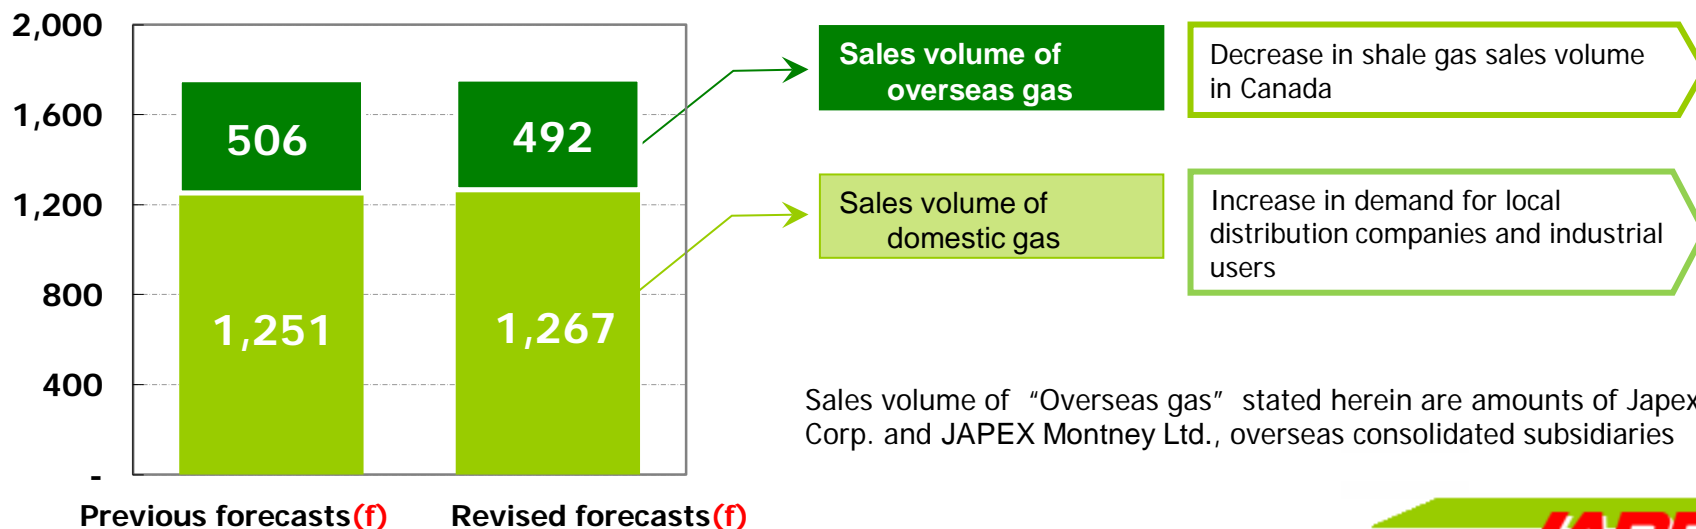 2,000
1,600
1,200
800
400
-
506
492
1,251
1,267
Previous forecasts(f)
Revised forecasts(f)
Sales volume of
overseas gas
Decrease in shale gas sales volume
in Canada
Sales volume of
domestic gas
Increase in demand for local
distribution companies and industrial
users
Sales volume of “Overseas gas” stated herein are amounts of Japex
Corp. and JAPEX Montney Ltd., overseas consolidated subsidiaries